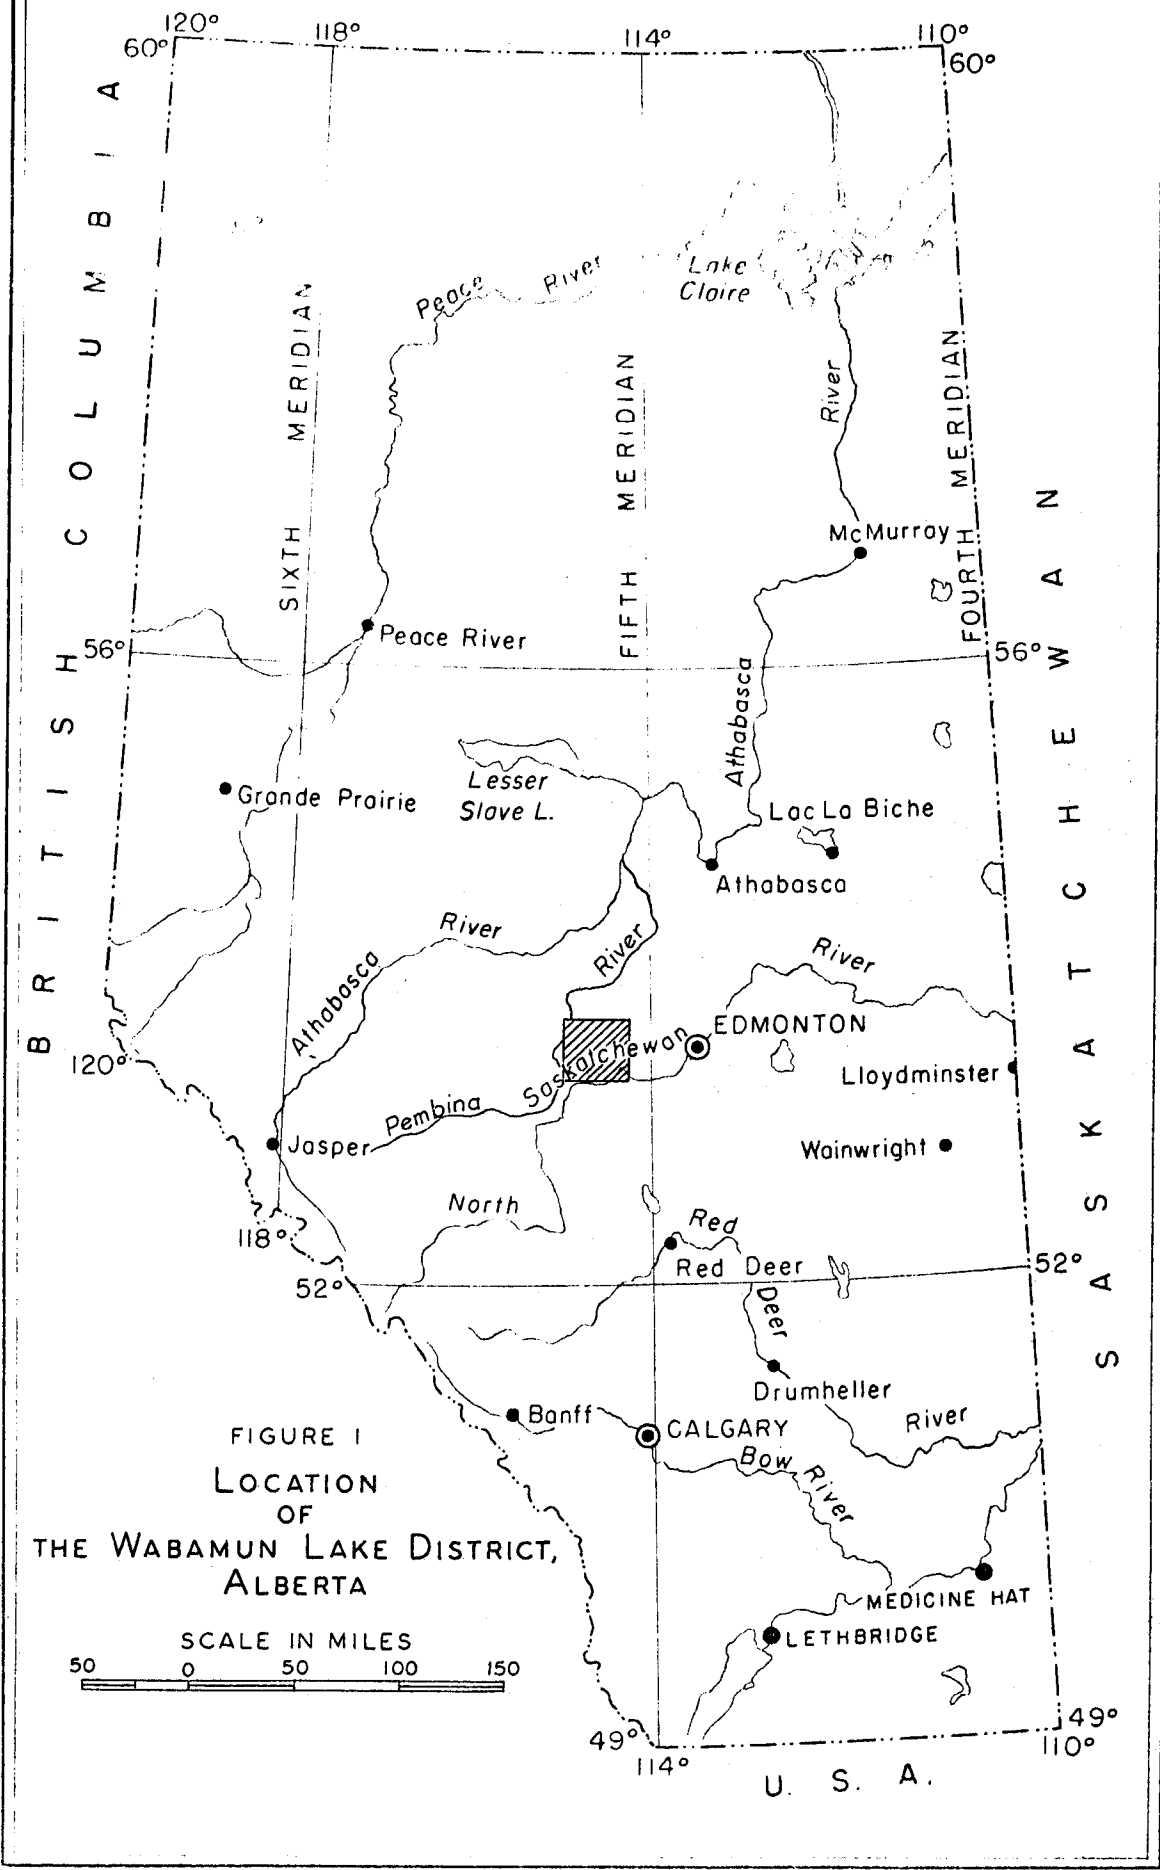 120°
118°
114°
110°
60°
60°
BRITISH COLUMBIA
Peace River
Lake
Claire
SIXTH MERIDIAN
FIFTH MERIDIAN
FOURTH MERIDIAN
River
McMurray
SASKATCHEWAN
Peace River
56°
56°
Athabasca
Lesser
Slave L.
Grande Prairie
Lac La Biche
Athabasca
River
Athabasca
River
River
EDMONTON
Saskatchewan
120°
Lloydminster
Pembina
Jasper
Wainwright
North
Red
118°
Red Deer
52°
52°
Deer
Drumheller
Banff
CALGARY
River
Bow River
FIGURE 1
LOCATION
OF
THE WABAMUN LAKE DISTRICT,
ALBERTA
MEDICINE HAT
LETHBRIDGE
SCALE IN MILES
50 0 50 100 150
49°
49°
114°
110°
U. S. A.